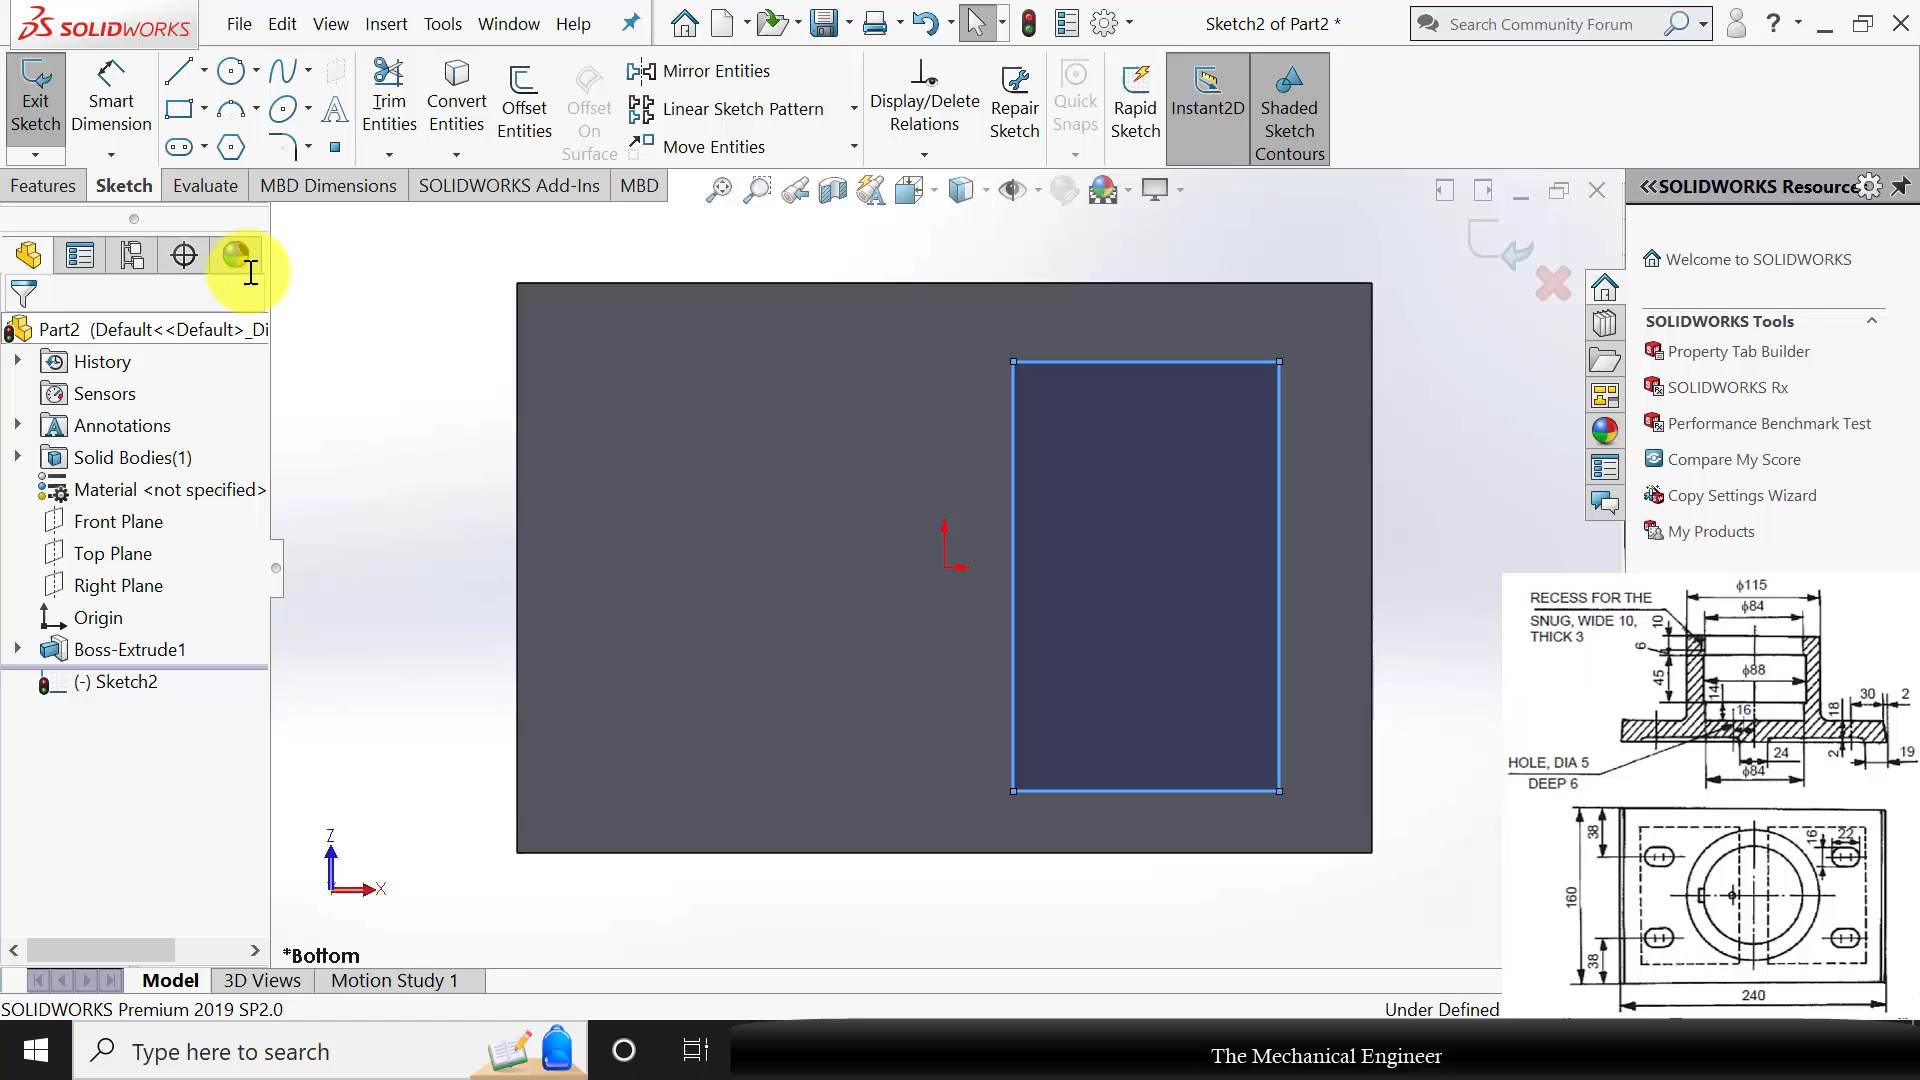 SOLIDWORKS
File
Edit
View
Insert
Tools
Window
Help
Sketch2 of Part2 *
Search Community Forum
?
Exit
Sketch
Smart
Dimension
Trim
Entities
Convert
Entities
Offset
Entities
Offset
On
Surface
Mirror Entities
Linear Sketch Pattern
Move Entities
Display/Delete
Relations
Repair
Sketch
Quick
Snaps
Rapid
Sketch
Instant2D
Shaded
Sketch
Contours
Features
Sketch
Evaluate
MBD Dimensions
SOLIDWORKS Add-Ins
MBD
SOLIDWORKS Resource
Part2 (Default<<Default>_Di
History
Sensors
Annotations
Solid Bodies(1)
Material <not specified>
Front Plane
Top Plane
Right Plane
Origin
Boss-Extrude1
(-) Sketch2
Z
X
*Bottom
Welcome to SOLIDWORKS
SOLIDWORKS Tools
Property Tab Builder
SOLIDWORKS Rx
Performance Benchmark Test
Compare My Score
Copy Settings Wizard
My Products
RECESS FOR THE
SNUG, WIDE 10,
THICK 3
ϕ115
ϕ84
10
6
45
ϕ88
14
16
18
30
2
HOLE, DIA 5
DEEP 6
24
ϕ84
2
19
38
16
22
160
38
240
Model
3D Views
Motion Study 1
SOLIDWORKS Premium 2019 SP2.0
Under Defined
Type here to search
The Mechanical Engineer